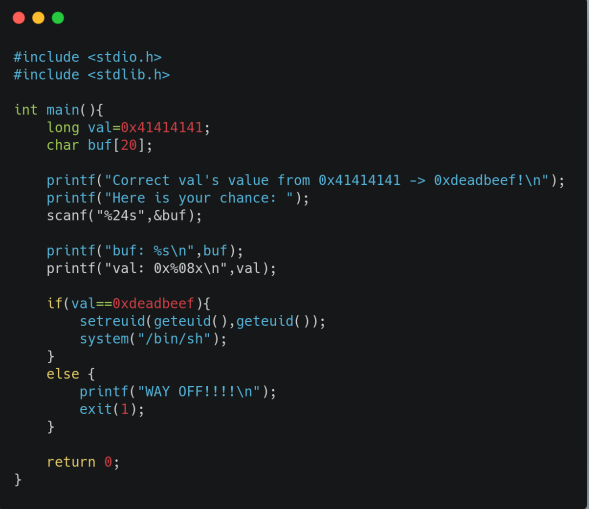 #include <stdio.h>
#include <stdlib.h>
int main(){
    long val=0x41414141;
    char buf[20];
    printf("Correct val's value from 0x41414141 -> 0xdeadbeef!\n");
    printf("Here is your chance: ");
    scanf("%24s",&buf);
    printf("buf: %s\n",buf);
    printf("val: 0x%08x\n",val);
    if(val==0xdeadbeef){
        setreuid(geteuid(),geteuid());
        system("/bin/sh");
    }
    else {
        printf("WAY OFF!!!!\n");
        exit(1);
    }
    return 0;
}